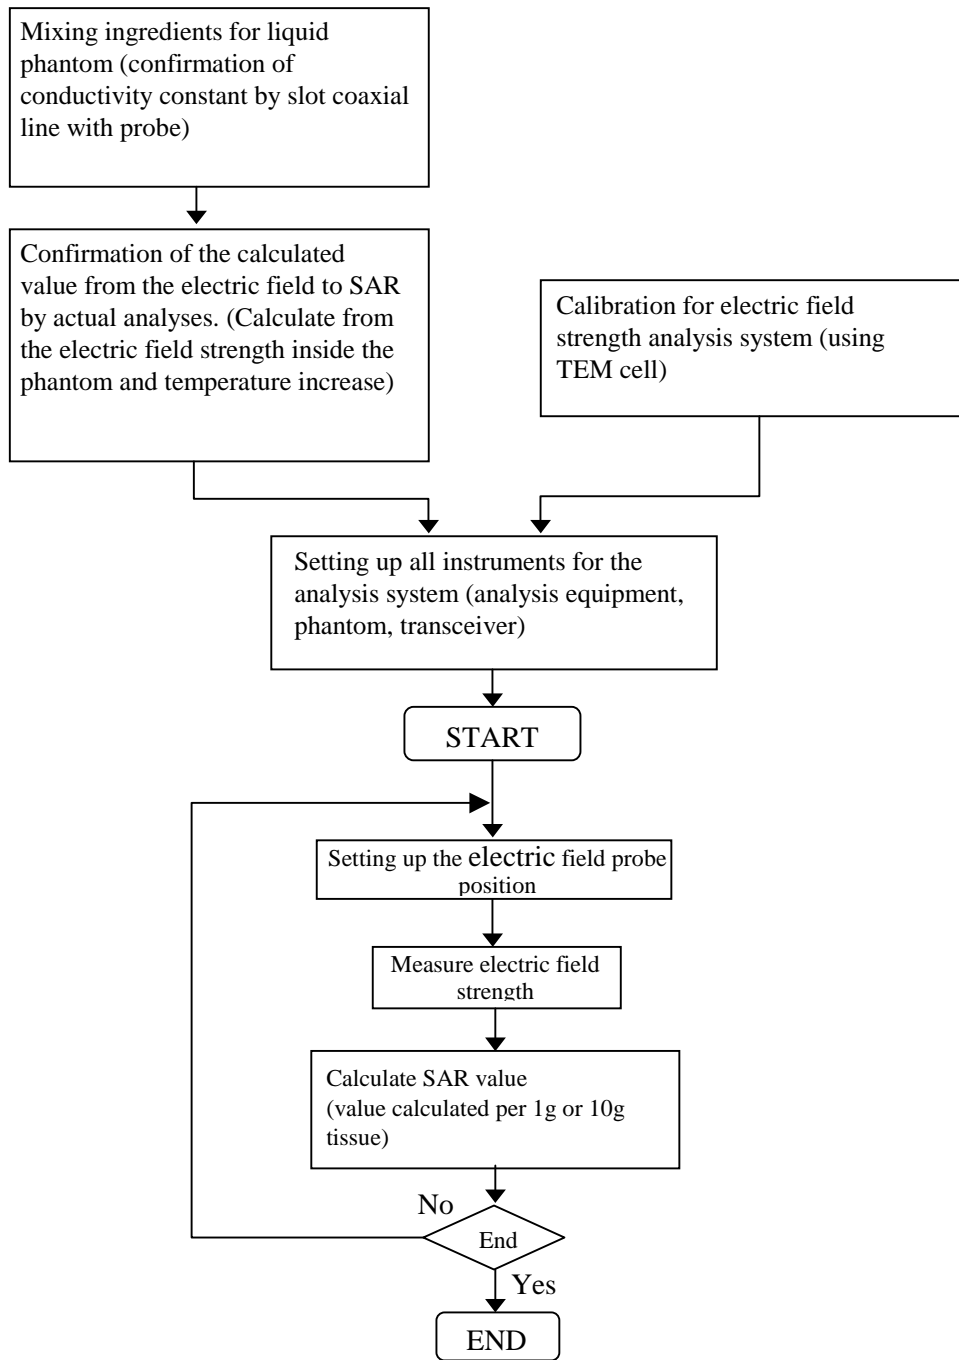 Mixing ingredients for liquid
phantom (confirmation of
conductivity constant by slot coaxial
line with probe)
Confirmation of the calculated
value from the electric field to SAR
by actual analyses. (Calculate from
the electric field strength inside the
phantom and temperature increase)
Calibration for electric field
strength analysis system (using
TEM cell)
Setting up all instruments for the
analysis system (analysis equipment,
phantom, transceiver)
START
Setting up the electric field probe
position
Measure electric field
strength
Calculate SAR value
(value calculated per 1g or 10g
tissue)
No
End
Yes
END